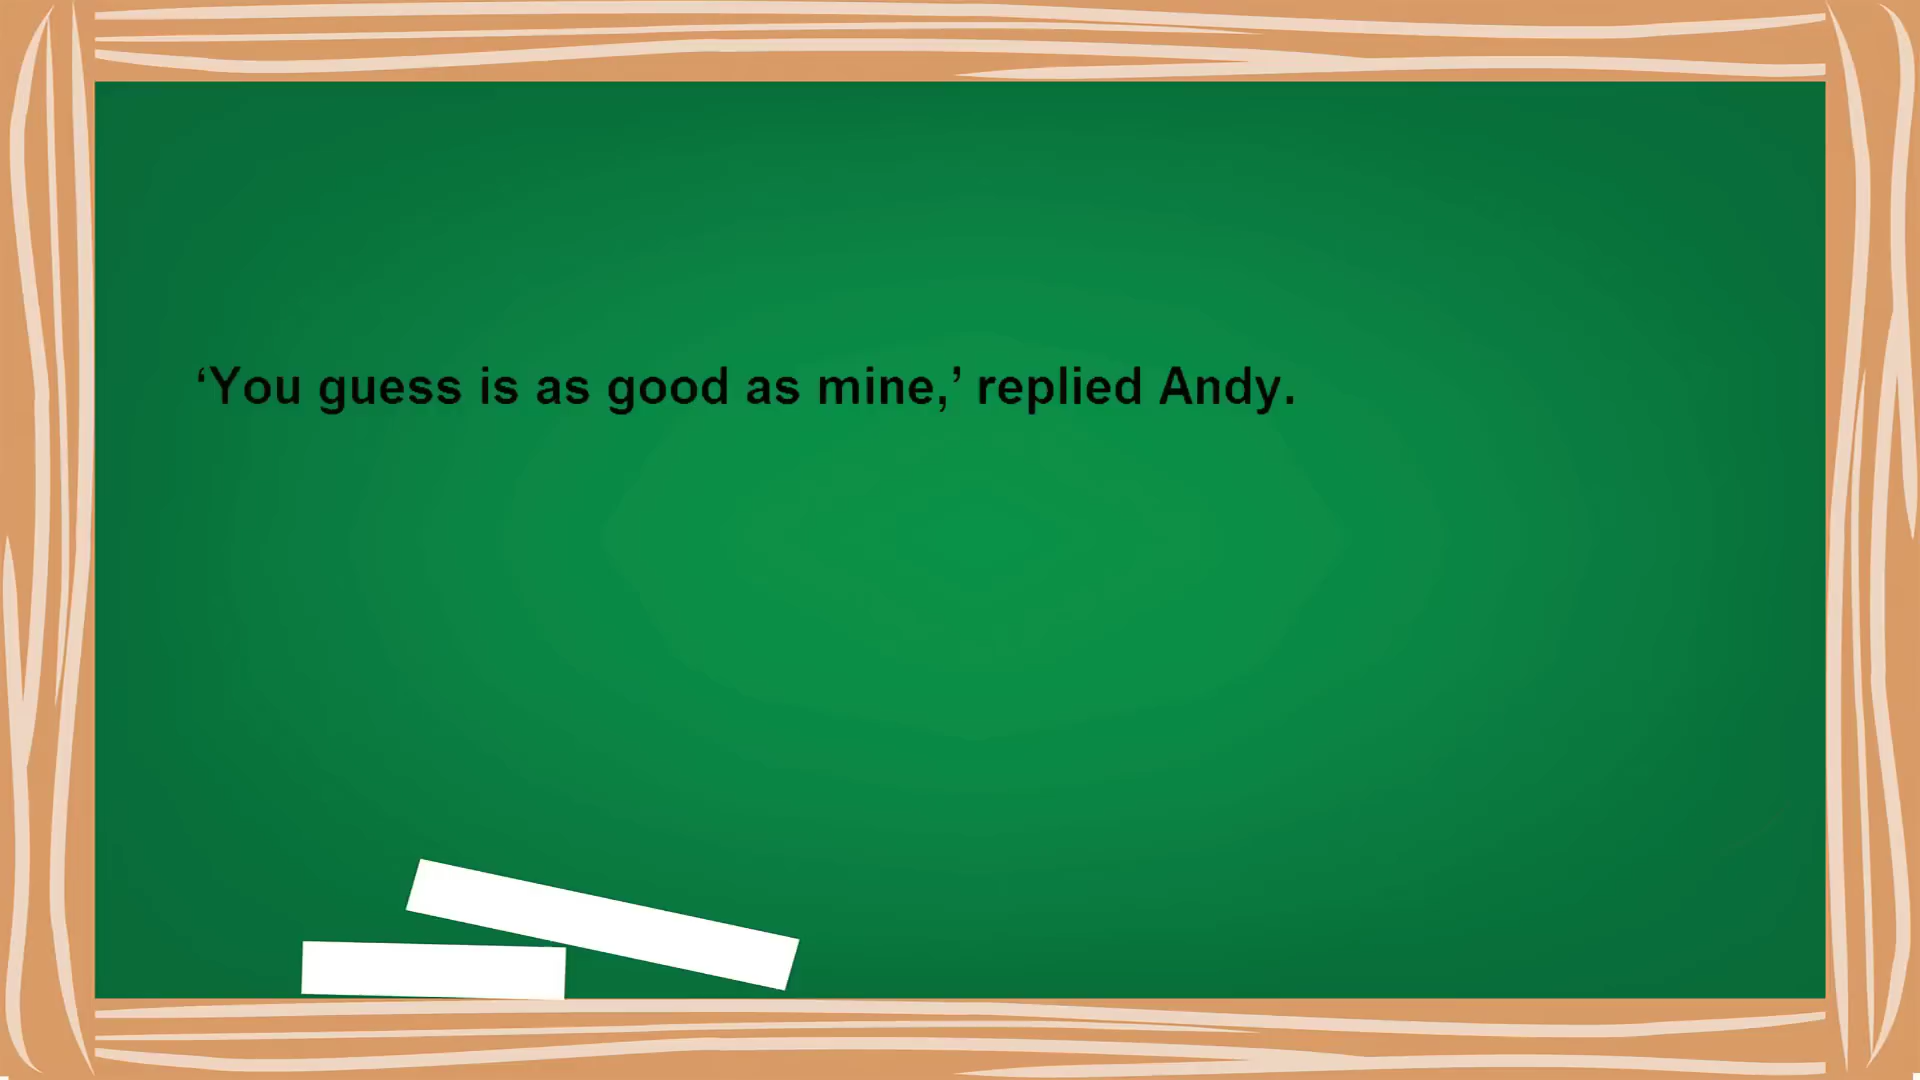 ‘You guess is as good as mine,’ replied Andy.